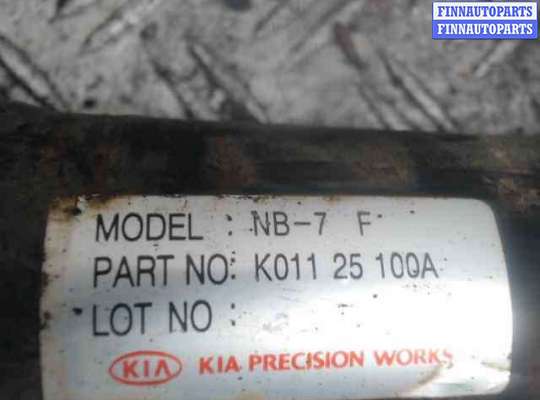 FINNAUTOPARTS
FINNAUTOPARTS
MODEL : NB-7 F
PART NO: K011 25 100A
LOT NO :
KIA KIA PRECISION WORKS